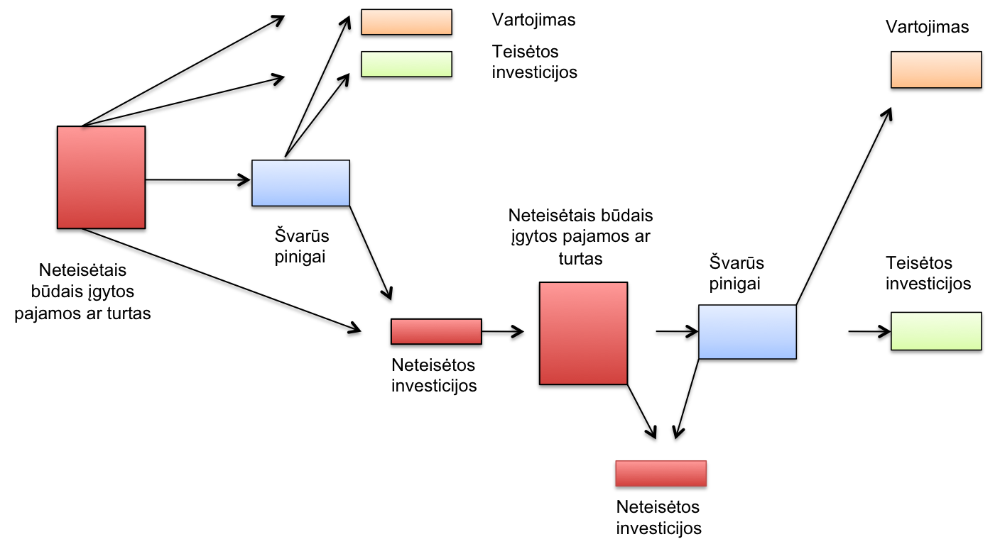 Vartojimas
Teisėtos
investicijos
Neteisėtais
būdais įgytos
pajamos ar turtas
Švarūs
pinigai
Neteisėtos
investicijos
Neteisėtais būdais
įgytos pajamos ar
turtas
Švarūs
pinigai
Vartojimas
Teisėtos
investicijos
Neteisėtos
investicijos